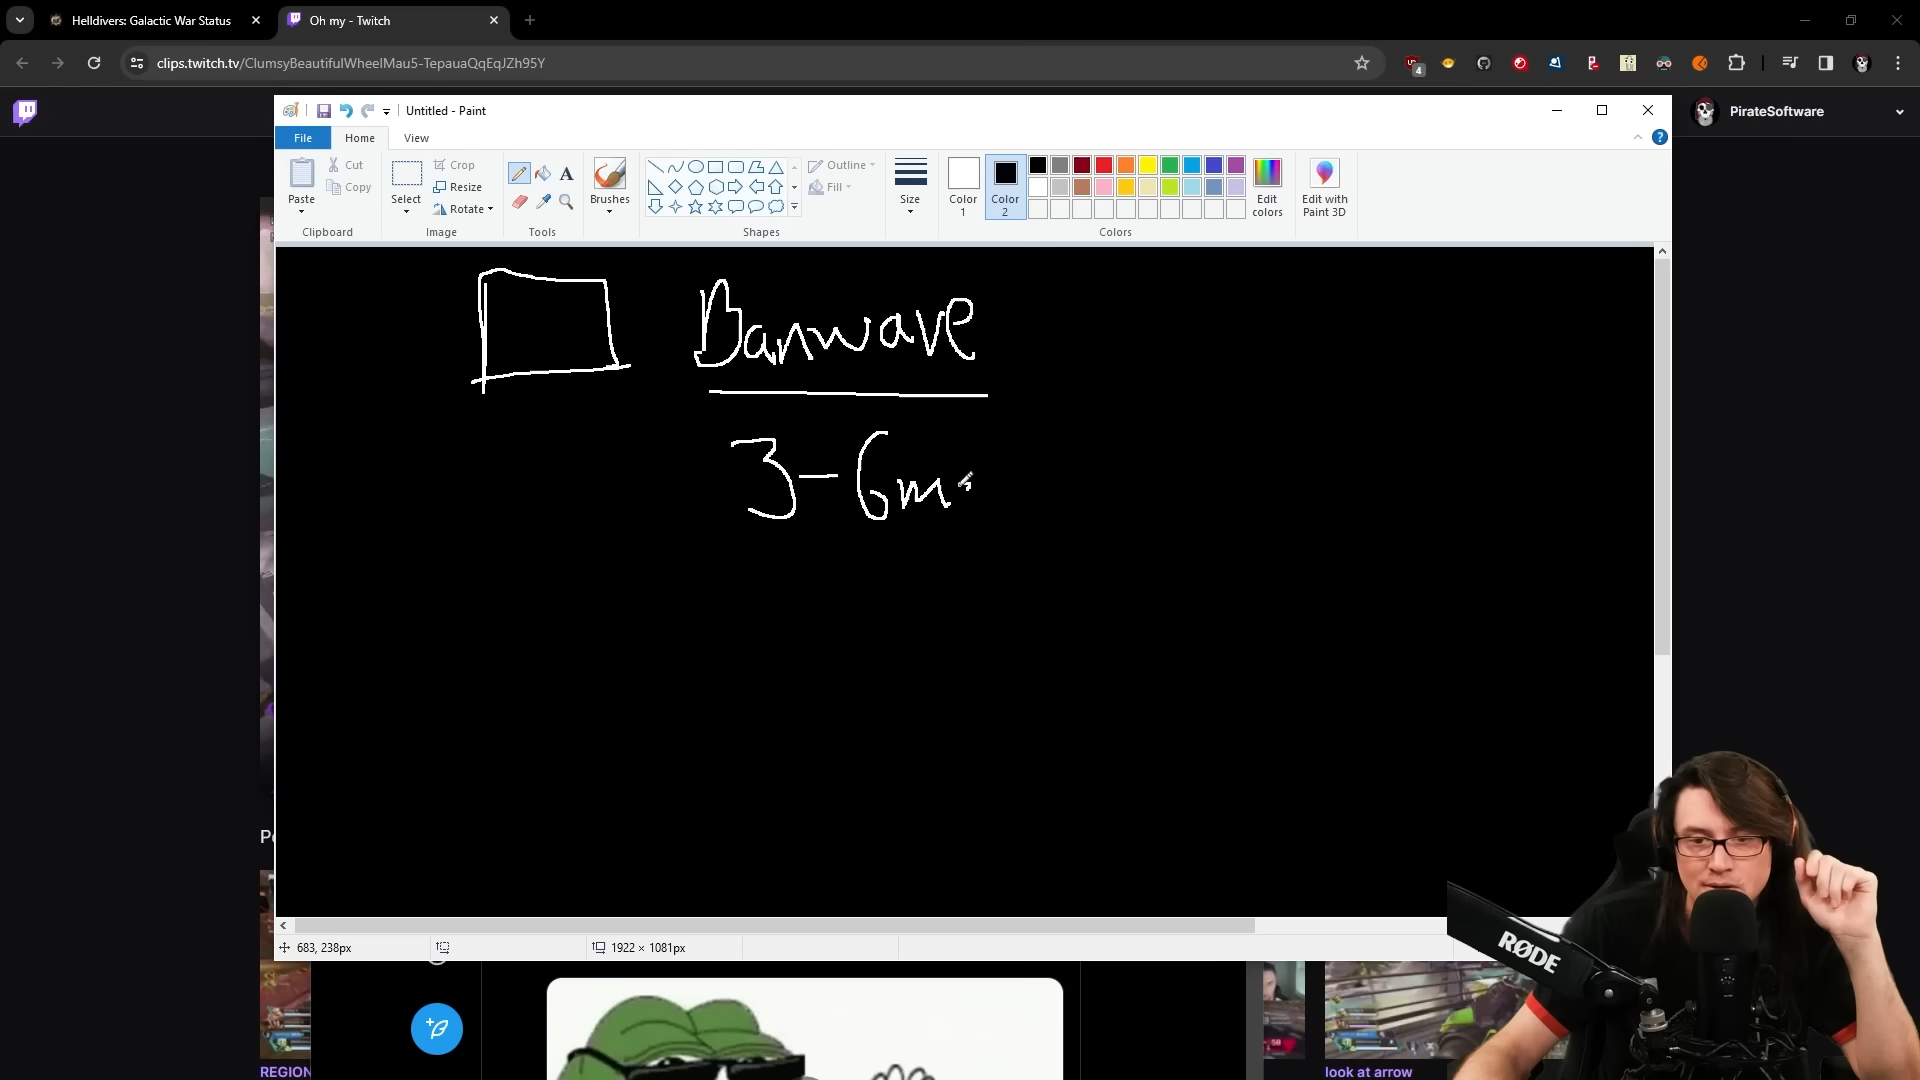 Helldivers: Galactic War Status
Oh my - Twitch
clips.twitch.tv/ClumsyBeautifulWheelMau5-TepauaQqEqJZh95Y
4
Untitled - Paint
PirateSoftware
File
Home
View
Paste
Cut
Copy
Clipboard
Select
Crop
Resize
Rotate
Image
A
Tools
Brushes
Outline
Fill
Shapes
Size
Color 1
Color 2
Edit colors
Edit with Paint 3D
Colors
Banwave
3-6m
683, 238px
1922 × 1081px
RØDE
REGION
look at arrow